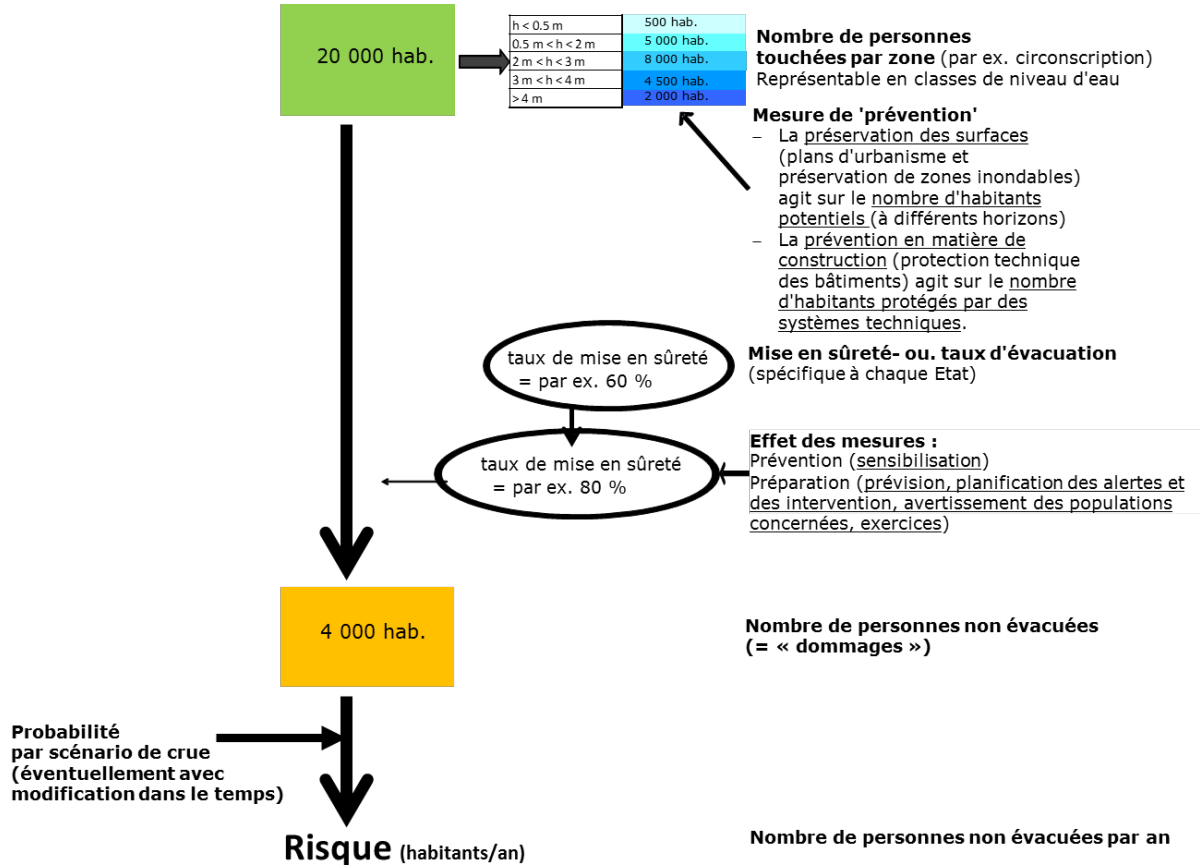 20 000 hab.
h < 0.5 m
500 hab.
0.5 m < h < 2 m
5 000 hab.
2 m < h < 3 m
8 000 hab.
3 m < h < 4 m
4 500 hab.
> 4 m
2 000 hab.
Nombre de personnes
touchées par zone (par ex. circonscription)
Représentable en classes de niveau d'eau
Mesure de 'prévention'
– La préservation des surfaces
(plans d'urbanisme et
préservation de zones inondables)
agit sur le nombre d'habitants
potentiels (à différents horizons)
– La prévention en matière de
construction (protection technique
des bâtiments) agit sur le nombre
d'habitants protégés par des
systèmes techniques.
taux de mise en sûreté
= par ex. 60 %
Mise en sûreté- ou. taux d'évacuation
(spécifique à chaque Etat)
taux de mise en sûreté
= par ex. 80 %
Effet des mesures :
Prévention (sensibilisation)
Préparation (prévision, planification des alertes et
des intervention, avertissement des populations
concernées, exercices)
4 000 hab.
Nombre de personnes non évacuées
(= « dommages »)
Probabilité
par scénario de crue
(éventuellement avec
modification dans le temps)
Risque (habitants/an)
Nombre de personnes non évacuées par an